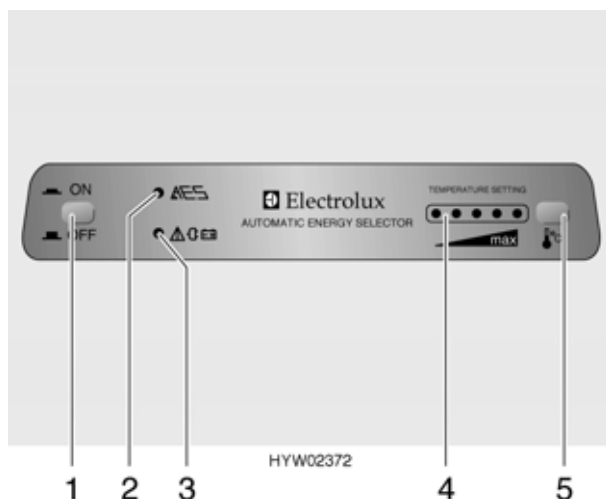 ON
OFF
AES
Electrolux
AUTOMATIC ENERGY SELECTOR
TEMPERATURE SETTING
max
°C
HYW02372
1 2 3 4 5